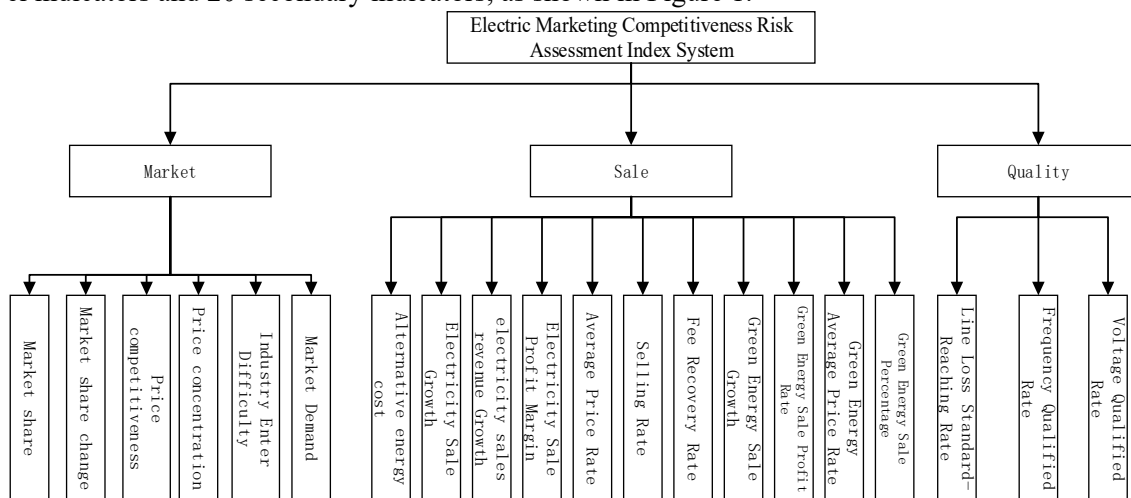 indicators and 20 secondary indicators, as shown in Figure 1.
Electric Marketing Competitiveness Risk
Assessment Index System
Market
Sale
Quality
Market share
Market share change
Price
competitiveness
Price concentration
Industry Enter
Difficulty
Market Demand
Alternative energy
cost
Electricity Sale
Growth
electricity sales
revenue Growth
Electricity Sale
Profit Margin
Average Price Rate
Selling Rate
Fee Recovery Rate
Green Energy Sale
Growth
Green Energy Sale Profit
Rate
Green Energy
Average Price Rate
Green Energy Sale
Percentage
Line Loss Standard-
Reaching Rate
Frequency Qualified
Rate
Voltage Qualified
Rate